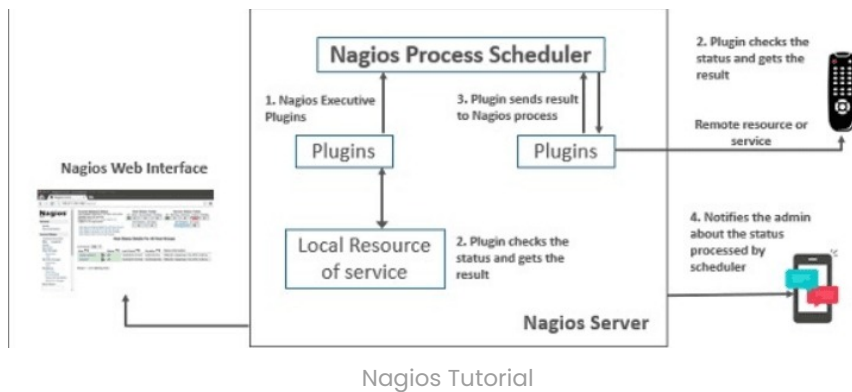 Nagios Process Scheduler
2. Plugin checks the
status and gets the
result
1. Nagios Executive
Plugins
3. Plugin sends result
to Nagios process
Remote resource or
service
Plugins
Plugins
Nagios Web Interface
Nagios
Local Resource
of service
2. Plugin checks the
status and gets the
result
4. Notifies the admin
about the status
processed by
scheduler
Nagios Server
Nagios Tutorial